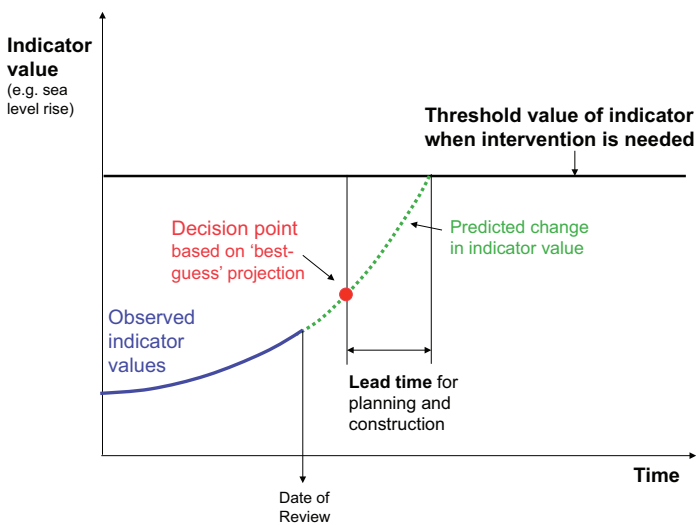 Indicator
value
(e.g. sea
level rise)
Threshold value of indicator
when intervention is needed
Decision point
based on ‘best-
guess’ projection
Predicted change
in indicator value
Observed
indicator
values
Lead time for
planning and
construction
Time
Date of
Review